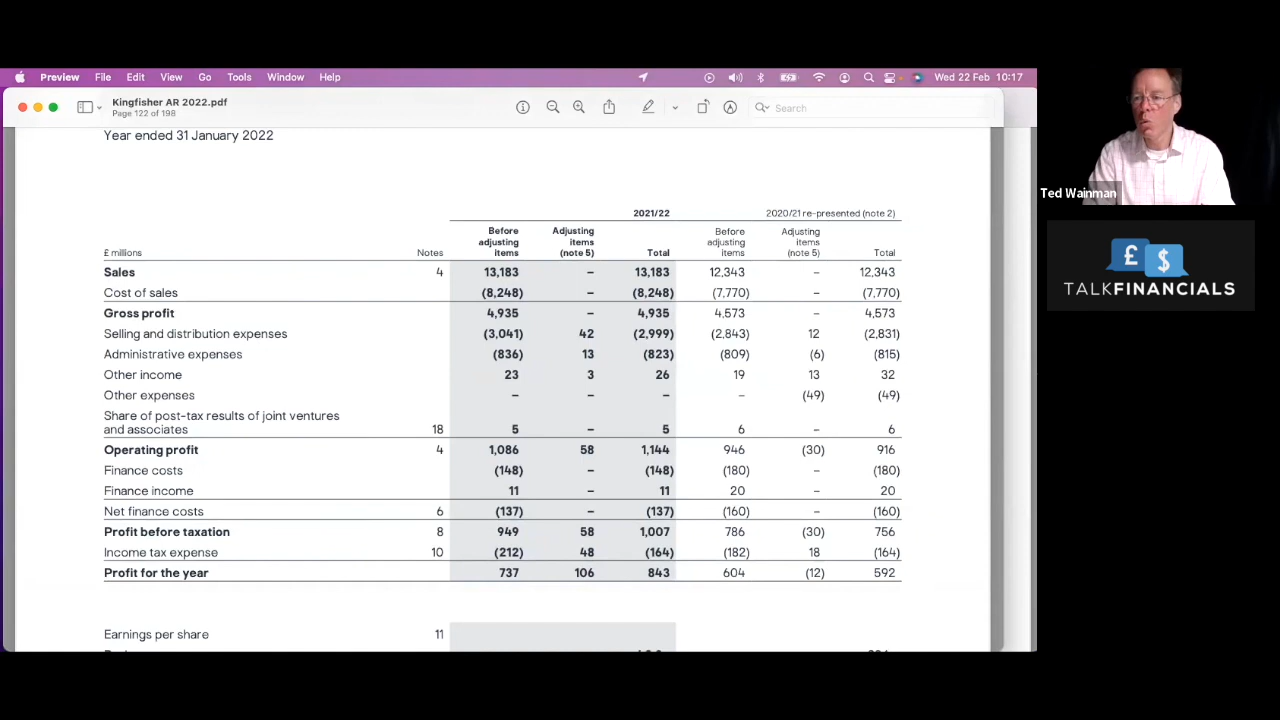 Preview File Edit View Go Tools Window Help Wed 22 Feb 10:17
Kingfisher AR 2022.pdf
Page 122 of 198
Search
Year ended 31 January 2022
2021/22 2020/21 re-presented (note 2)
£ millions Notes Before adjusting items Adjusting items (note 5) Total Before adjusting items Adjusting items (note 5) Total
Sales 4 13,183 – 13,183 12,343 – 12,343
Cost of sales (8,248) – (8,248) (7,770) – (7,770)
Gross profit 4,935 – 4,935 4,573 – 4,573
Selling and distribution expenses (3,041) 42 (2,999) (2,843) 12 (2,831)
Administrative expenses (836) 13 (823) (809) (6) (815)
Other income 23 3 26 19 13 32
Other expenses – – – – (49) (49)
Share of post-tax results of joint ventures
and associates 18 5 – 5 6 – 6
Operating profit 4 1,086 58 1,144 946 (30) 916
Finance costs (148) – (148) (180) – (180)
Finance income 11 – 11 20 – 20
Net finance costs 6 (137) – (137) (160) – (160)
Profit before taxation 8 949 58 1,007 786 (30) 756
Income tax expense 10 (212) 48 (164) (182) 18 (164)
Profit for the year 737 106 843 604 (12) 592
Earnings per share 11
Ted Wainman
£ $
TALKFINANCIALS